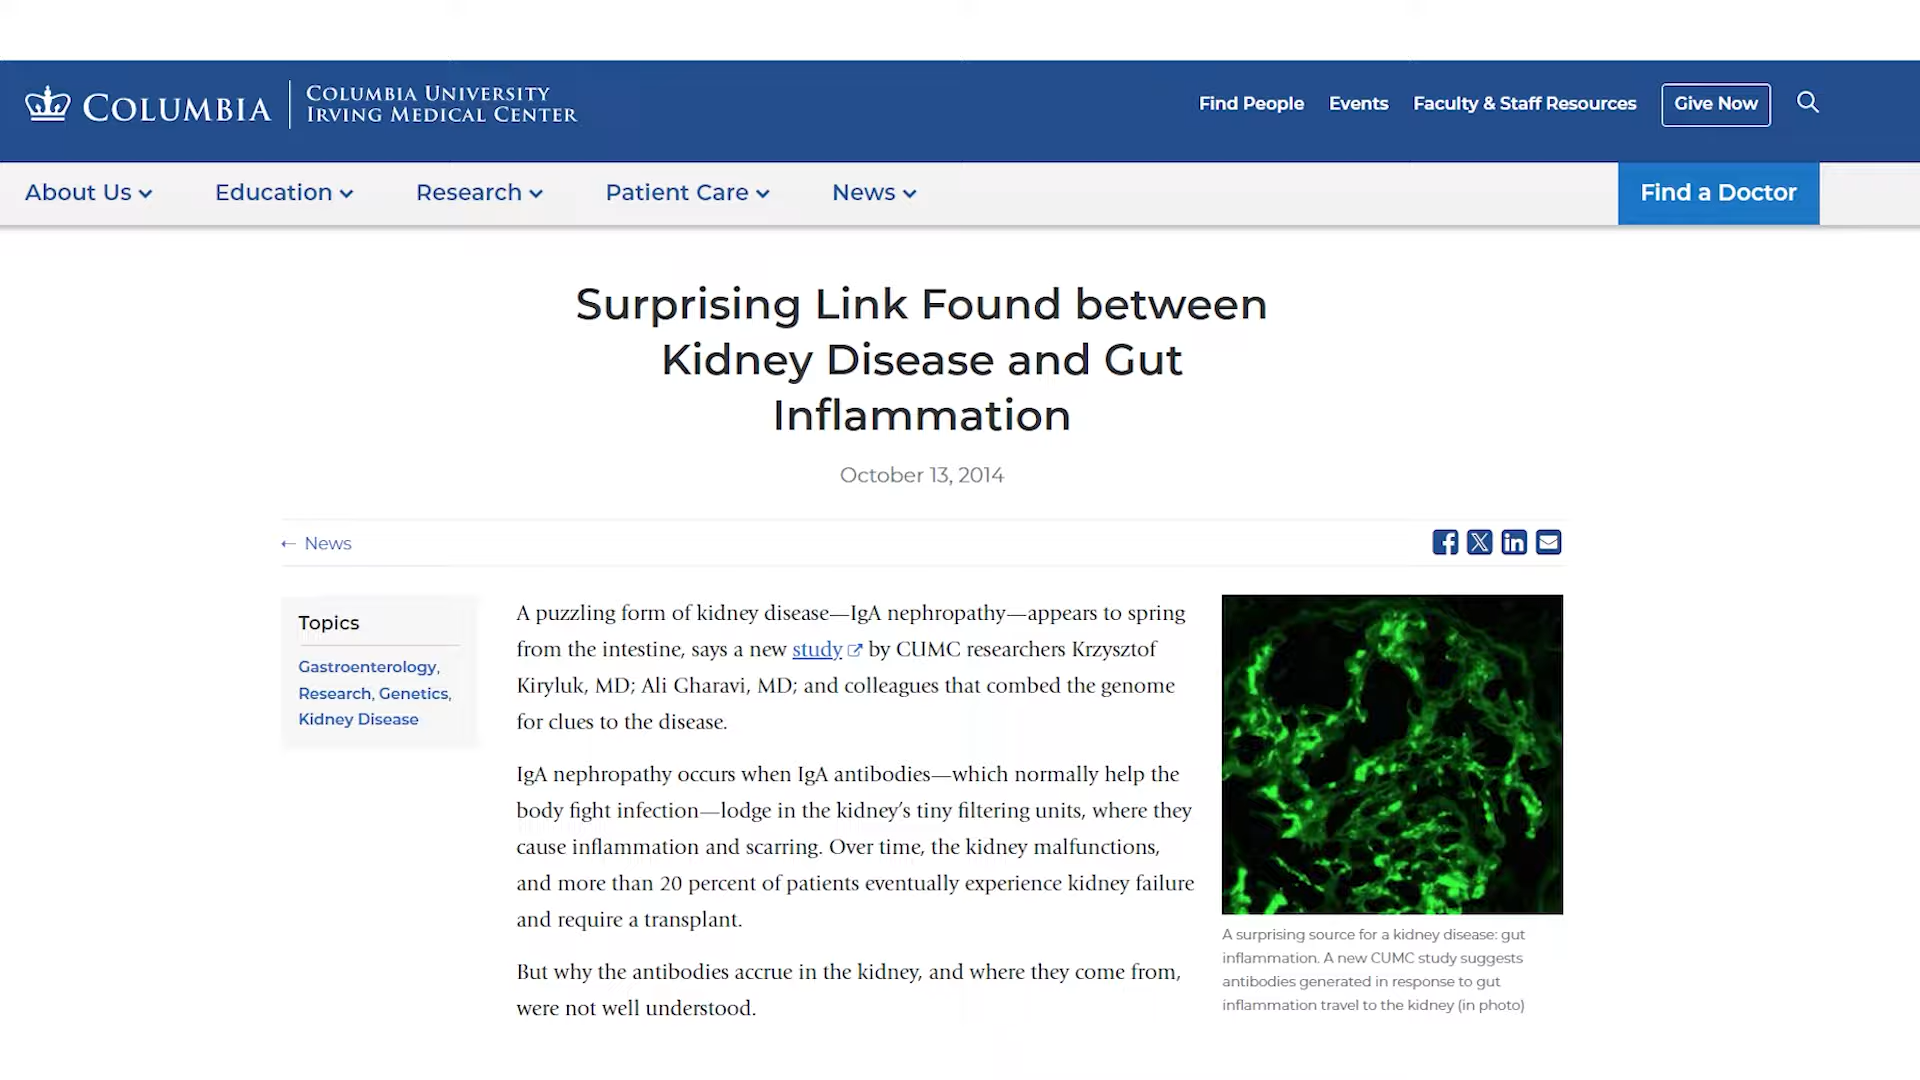 COLUMBIA
COLUMBIA UNIVERSITY
IRVING MEDICAL CENTER
Find People
Events
Faculty & Staff Resources
Give Now
About Us
Education
Research
Patient Care
News
Find a Doctor
Surprising Link Found between
Kidney Disease and Gut
Inflammation
October 13, 2014
← News
Topics
Gastroenterology,
Research, Genetics,
Kidney Disease
A puzzling form of kidney disease—IgA nephropathy—appears to spring
from the intestine, says a new study by CUMC researchers Krzysztof
Kiryluk, MD; Ali Gharavi, MD; and colleagues that combed the genome
for clues to the disease.
IgA nephropathy occurs when IgA antibodies—which normally help the
body fight infection—lodge in the kidney’s tiny filtering units, where they
cause inflammation and scarring. Over time, the kidney malfunctions,
and more than 20 percent of patients eventually experience kidney failure
and require a transplant.
But why the antibodies accrue in the kidney, and where they come from,
were not well understood.
A surprising source for a kidney disease: gut
inflammation. A new CUMC study suggests
antibodies generated in response to gut
inflammation travel to the kidney (in photo)